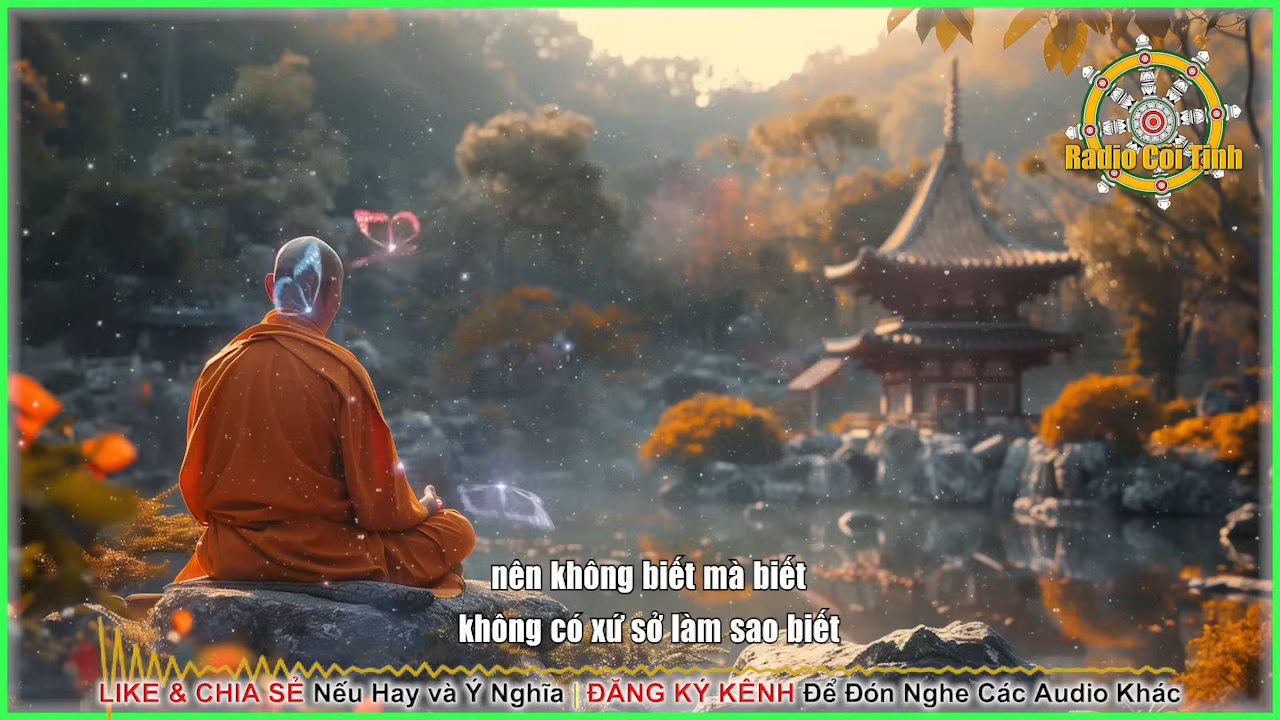 Radio Cõi Tịnh
nên không biết mà biết
không có xứ sở làm sao biết
LIKE & CHIA SẺ Nếu Hay và Ý Nghĩa | ĐĂNG KÝ KÊNH Để Đón Nghe Các Audio Khác